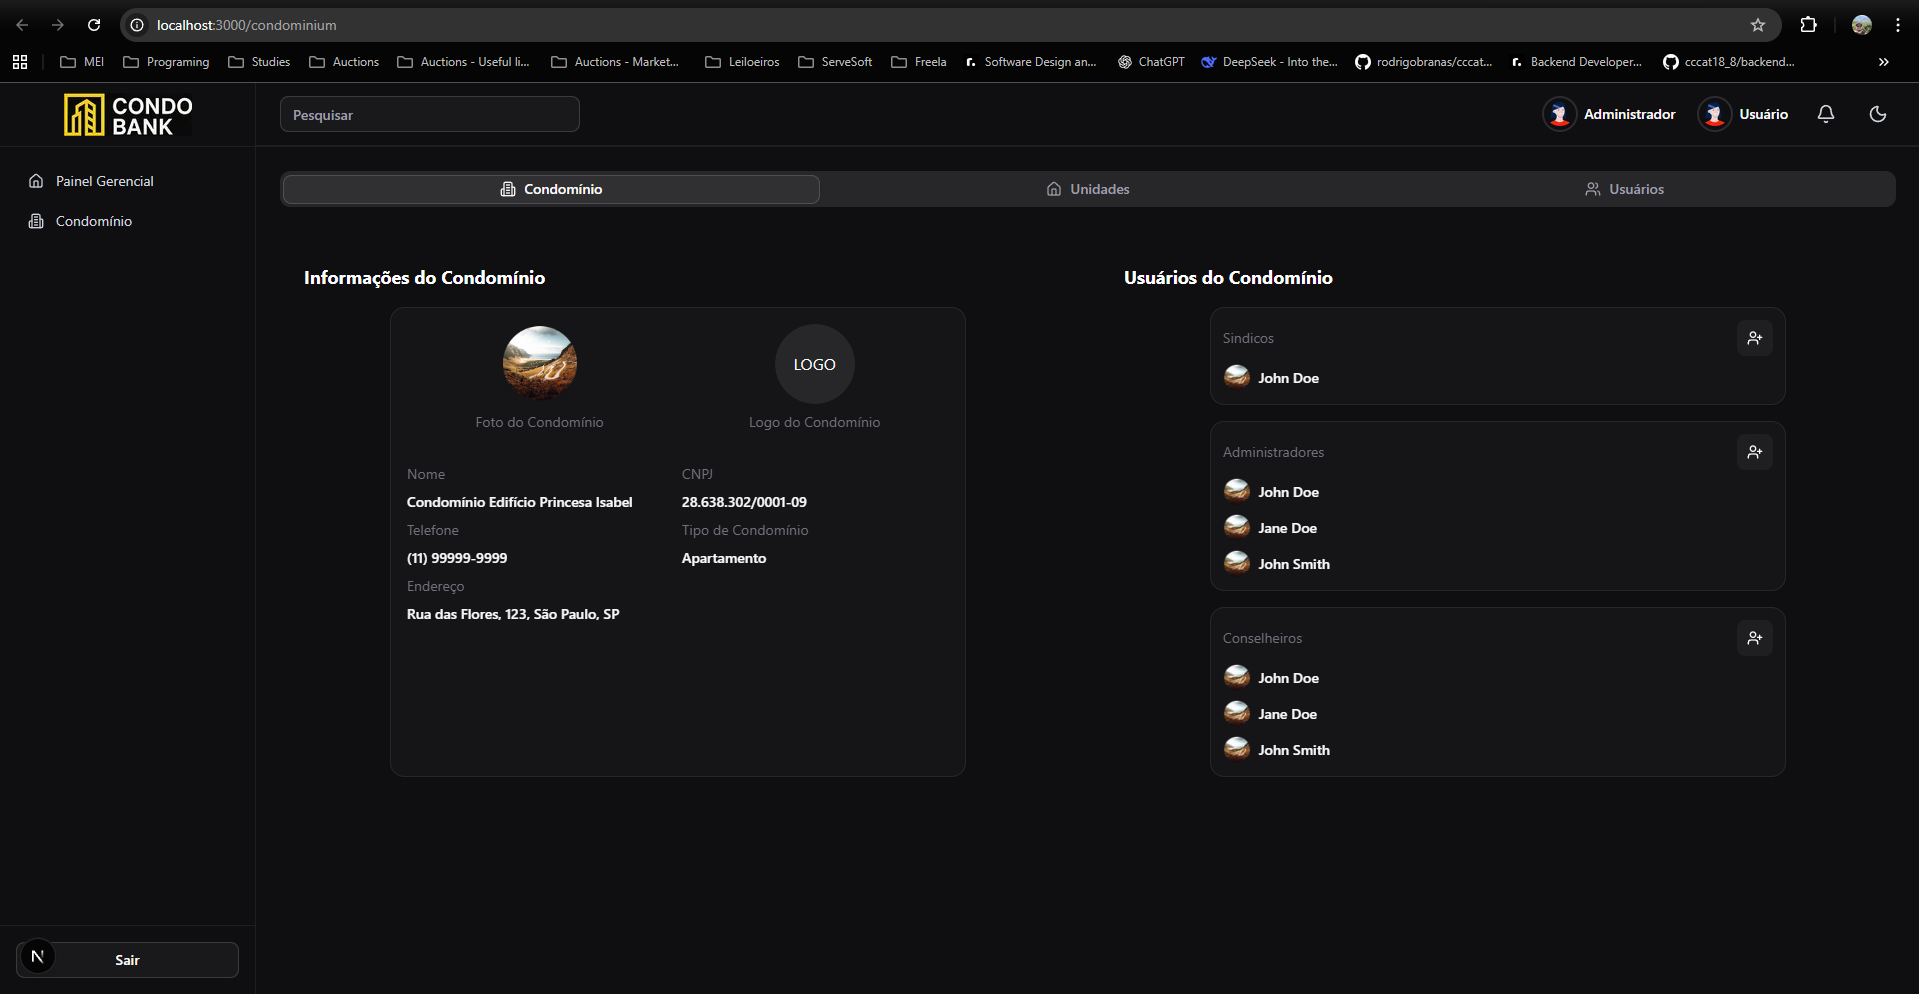 localhost:3000/condominium
MEI
Programing
Studies
Auctions
Auctions - Useful li...
Auctions - Market...
Leiloeiros
ServeSoft
Freela
Software Design an...
ChatGPT
DeepSeek - Into the...
rodrigobranas/cccat...
Backend Developer...
cccat18_8/backend...
CONDO
BANK
Pesquisar
Administrador
Usuário
Painel Gerencial
Condomínio
Condomínio
Unidades
Usuários
Informações do Condomínio
LOGO
Foto do Condomínio
Logo do Condomínio
Nome
CNPJ
Condomínio Edifício Princesa Isabel
28.638.302/0001-09
Telefone
Tipo de Condomínio
(11) 99999-9999
Apartamento
Endereço
Rua das Flores, 123, São Paulo, SP
Usuários do Condomínio
Sindicos
John Doe
Administradores
John Doe
Jane Doe
John Smith
Conselheiros
John Doe
Jane Doe
John Smith
N
Sair